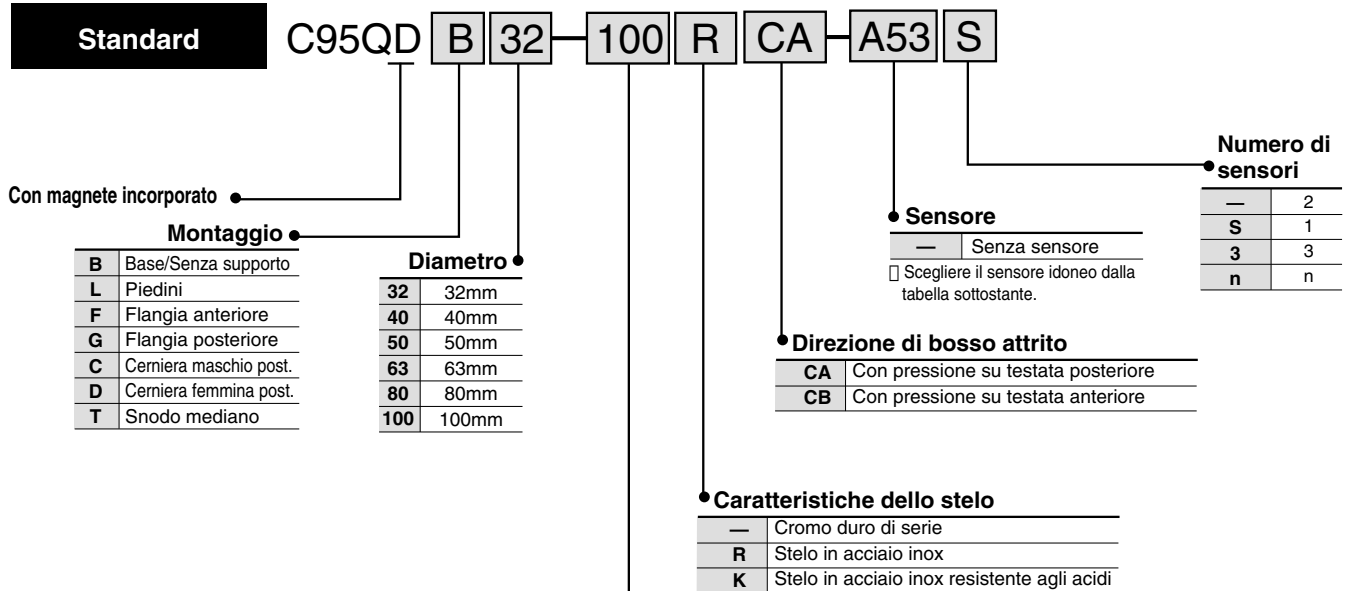 Standard
C95QD B 32 — 100 R CA — A53 S
Con magnete incorporato
Montaggio
B Base/Senza supporto
L Piedini
F Flangia anteriore
G Flangia posteriore
C Cerniera maschio post.
D Cerniera femmina post.
T Snodo mediano
Diametro
32 32mm
40 40mm
50 50mm
63 63mm
80 80mm
100 100mm
Numero di
sensori
— 2
S 1
3 3
n n
Sensore
— Senza sensore
▯ Scegliere il sensore idoneo dalla
tabella sottostante.
Direzione di bosso attrito
CA Con pressione su testata posteriore
CB Con pressione su testata anteriore
Caratteristiche dello stelo
— Cromo duro di serie
R Stelo in acciaio inox
K Stelo in acciaio inox resistente agli acidi